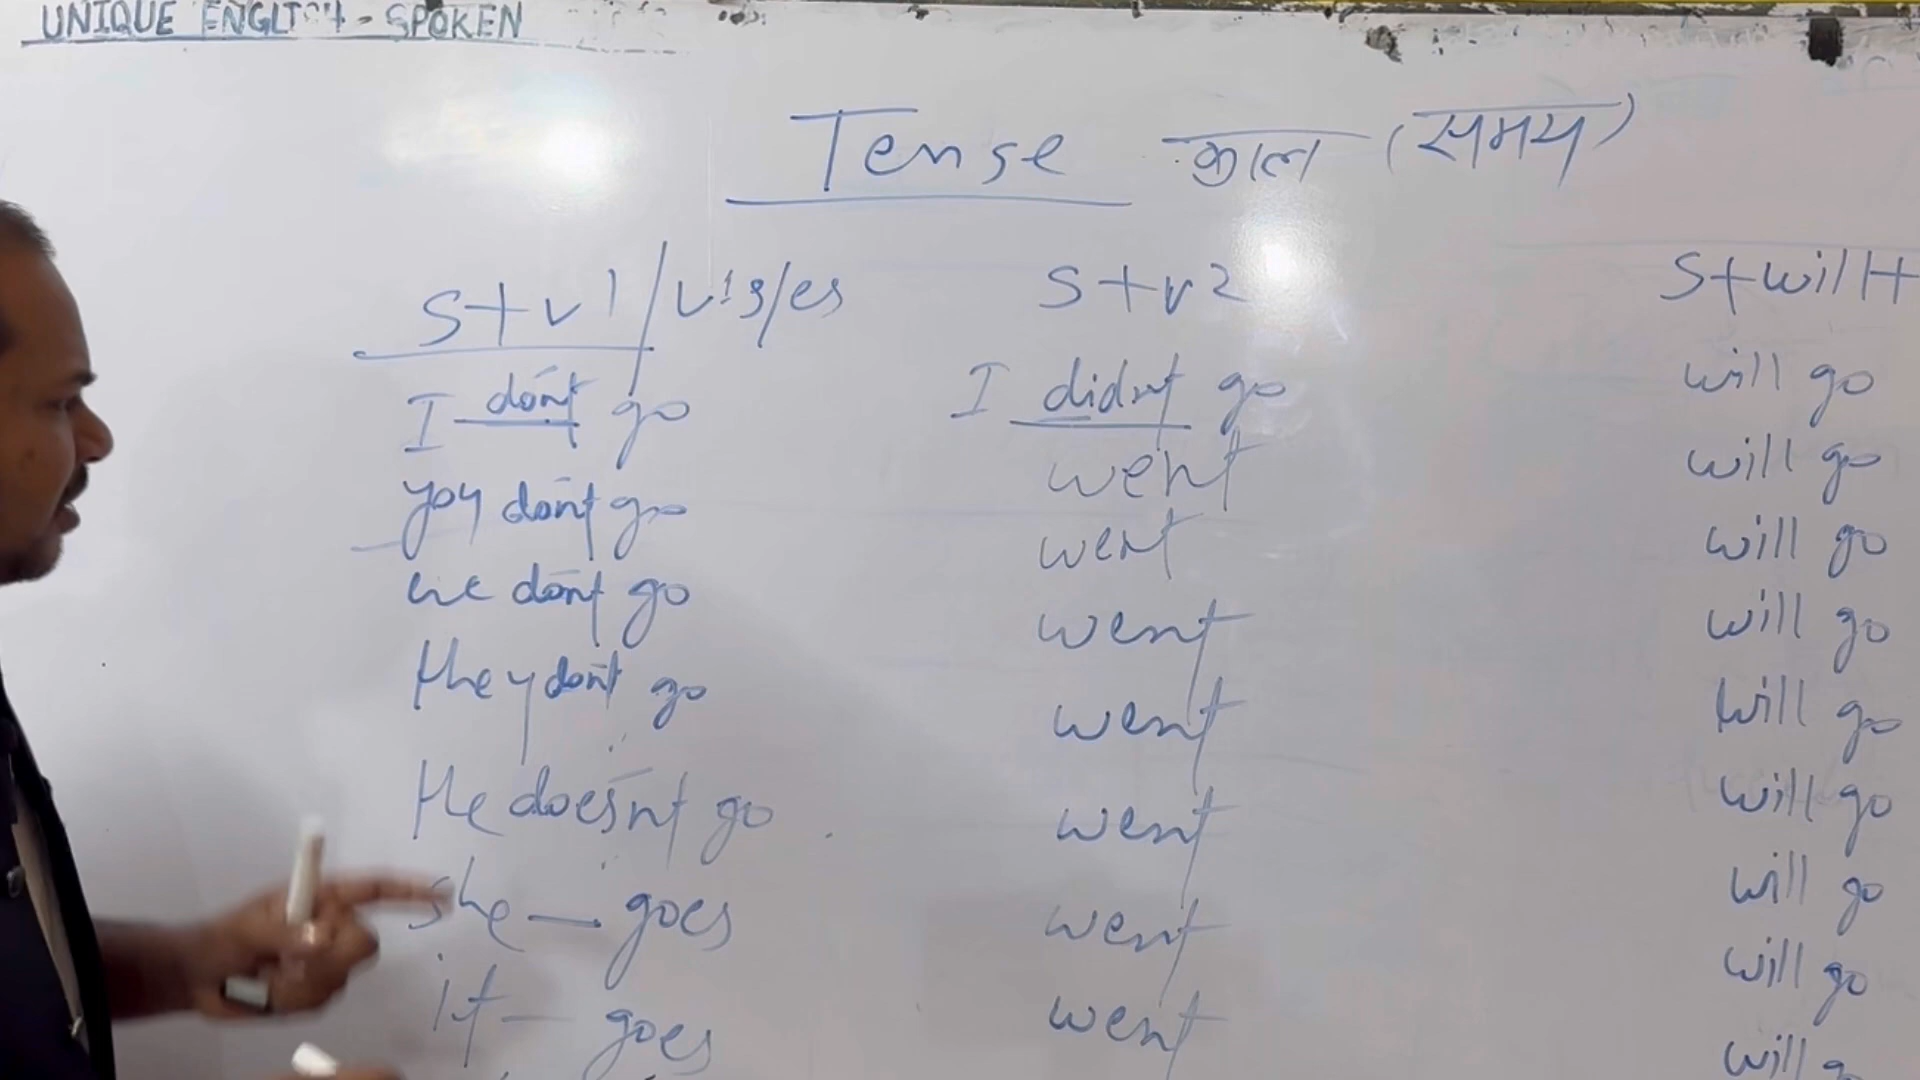 UNIQUE ENGLISH - SPOKEN
Tense काल (समय)
S+v1/v1s/es S+v2 S+will+
I don't go I didn't go will go
you don't go went will go
we don't go went will go
they don't go went will go
He doesn't go went will go
she — goes went will go
it — goes went will go
went will go
will